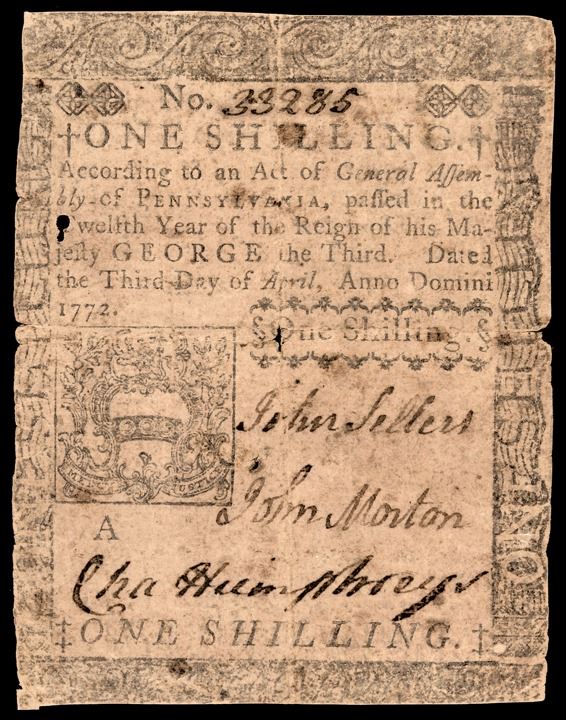 No. 33285
†ONE SHILLING.†
According to an Act of General Aſſem-
bly of PENNSYLVANIA, paſſed in the
Twelfth Year of the Reign of his Ma-
jeſty GEORGE the Third. Dated
the Third Day of April, Anno Domini
1772.
§One Shilling.§
John Sellers
John Morton
A
Cha Humphreys
‡ONE SHILLING.‡
ONE